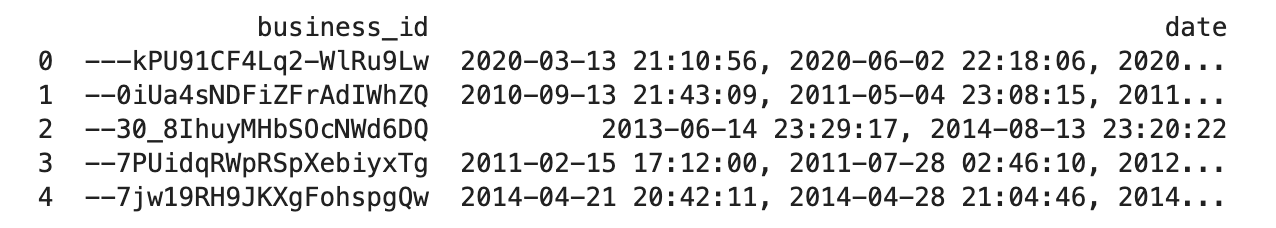 business_id date
0 ---kPU91CF4Lq2-WlRu9Lw 2020-03-13 21:10:56, 2020-06-02 22:18:06, 2020...
1 --0iUa4sNDFiZFrAdIWhZQ 2010-09-13 21:43:09, 2011-05-04 23:08:15, 2011...
2 --30_8IhuyMHbSOcNWd6DQ 2013-06-14 23:29:17, 2014-08-13 23:20:22
3 --7PUidqRWpRSpXebiyxTg 2011-02-15 17:12:00, 2011-07-28 02:46:10, 2012...
4 --7jw19RH9JKXgFohspgQw 2014-04-21 20:42:11, 2014-04-28 21:04:46, 2014...